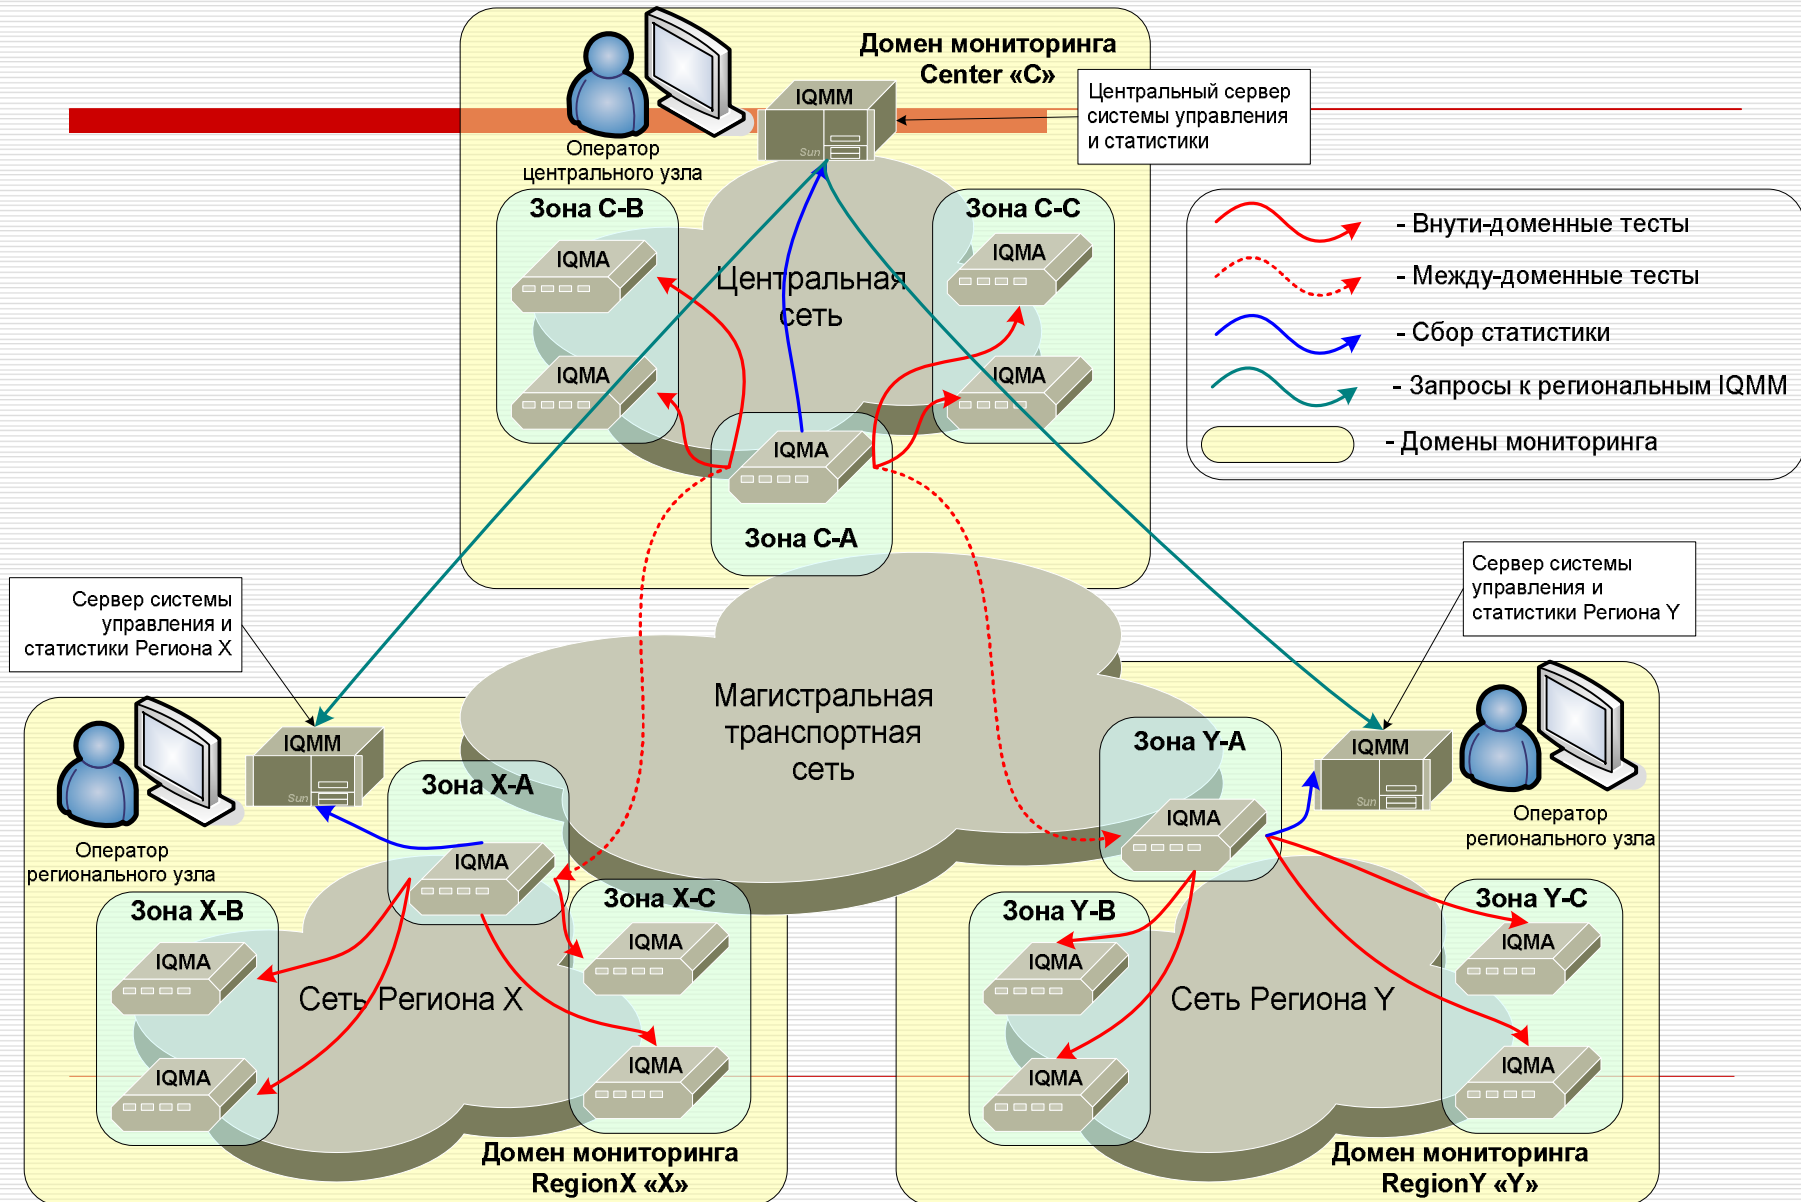 Домен мониторинга
Center «C»
IQMM
Sun
Центральный сервер
системы управления
и статистики
Оператор
центрального узла
Зона C-B
IQMA
IQMA
Зона C-C
IQMA
IQMA
Центральная
сеть
IQMA
Зона C-A
- Внути-доменные тесты
- Между-доменные тесты
- Сбор статистики
- Запросы к региональным IQMM
- Домены мониторинга
Сервер системы
управления и
статистики Региона X
Сервер системы
управления и
статистики Региона Y
Магистральная
транспортная
сеть
IQMM
Sun
Оператор
регионального узла
Зона X-A
IQMA
Зона X-B
IQMA
IQMA
Зона X-C
IQMA
IQMA
Сеть Региона X
Домен мониторинга
RegionX «X»
Зона Y-A
IQMA
IQMM
Sun
Оператор
регионального узла
Зона Y-B
IQMA
IQMA
Зона Y-C
IQMA
IQMA
Сеть Региона Y
Домен мониторинга
RegionY «Y»